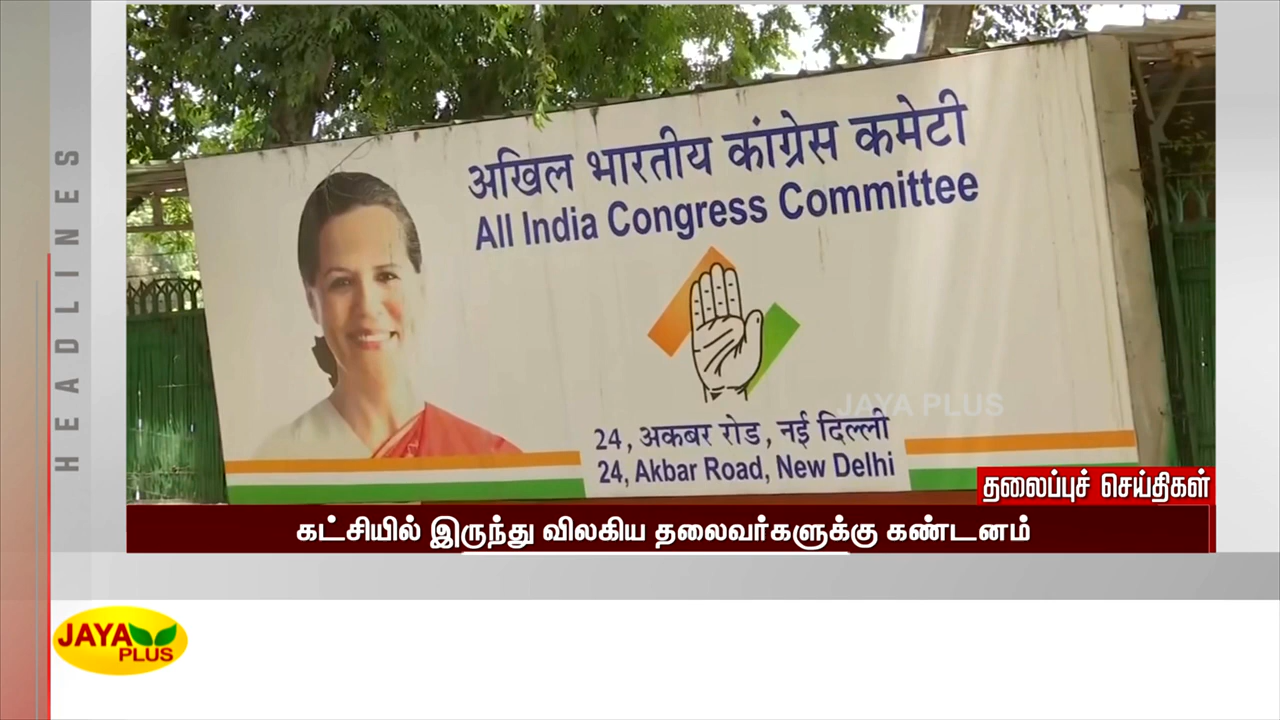 HEADLINES
अखिल भारतीय कांग्रेस कमेटी
All India Congress Committee
JAYA PLUS
24, अकबर रोड, नई दिल्ली
24, Akbar Road, New Delhi
தலைப்புச் செய்திகள்
கட்சியில் இருந்து விலகிய தலைவர்களுக்கு கண்டனம்
JAYA
PLUS